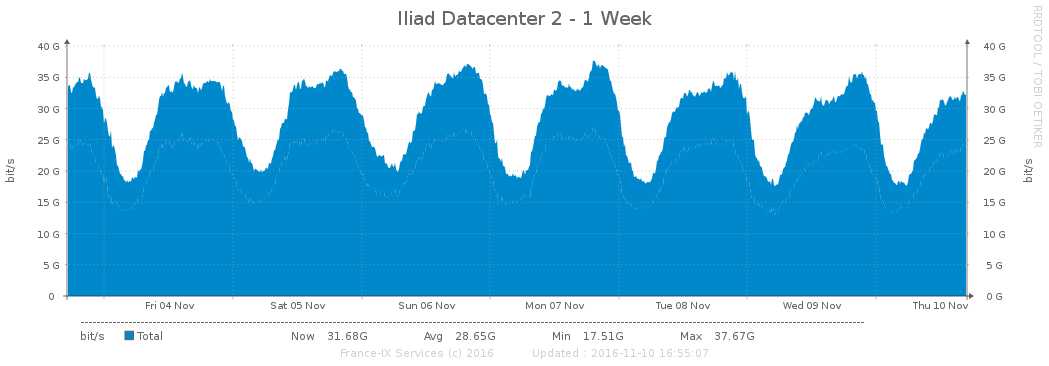 Iliad Datacenter 2 - 1 Week
RRDTOOL / TOBI OETIKER
40 G 40 G
35 G 35 G
30 G 30 G
25 G 25 G
20 G 20 G
15 G 15 G
10 G 10 G
5 G 5 G
0 0 G
bit/s
bit/s
Fri 04 Nov Sat 05 Nov Sun 06 Nov Mon 07 Nov Tue 08 Nov Wed 09 Nov Thu 10 Nov
bit/s Total Now 31.68G Avg 28.65G Min 17.51G Max 37.67G
France-IX Services (c) 2016 Updated : 2016-11-10 16:55:07